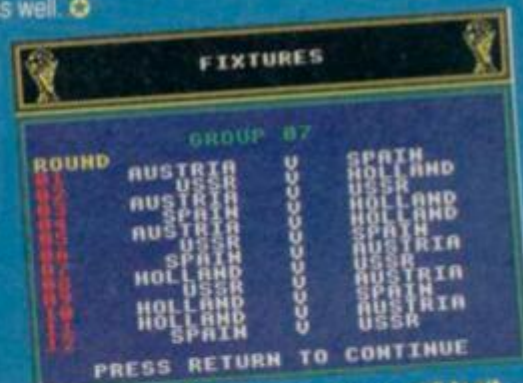 s well.
FIXTURES
GROUP 07
ROUND
AUSTRIA V SPAIN
USSR V HOLLAND
AUSTRIA V USSR
SPAIN V HOLLAND
AUSTRIA V HOLLAND
USSR V SPAIN
SPAIN V AUSTRIA
HOLLAND V USSR
USSR V AUSTRIA
HOLLAND V SPAIN
HOLLAND V AUSTRIA
SPAIN V USSR
PRESS RETURN TO CONTINUE